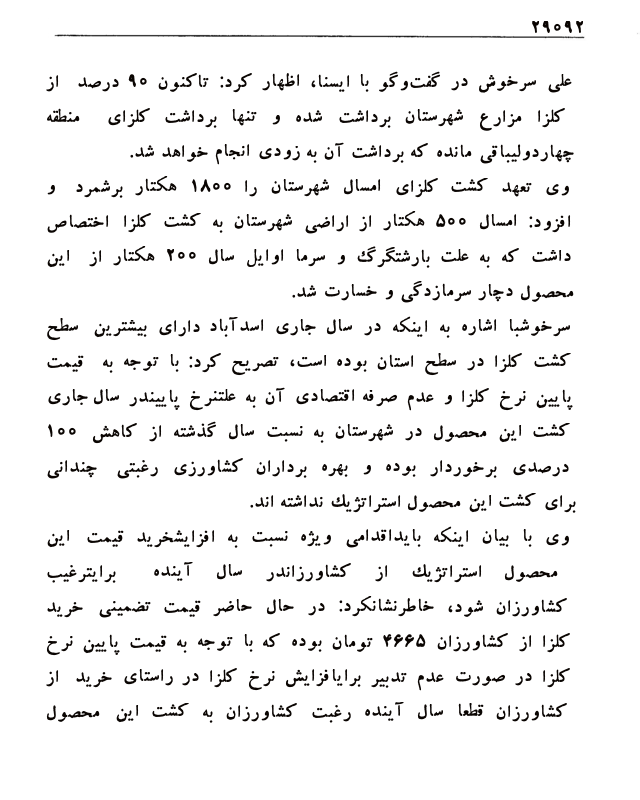 ۲۹۰۹۲
علی سرخوش در گفت‌وگو با ایسنا، اظهار کرد: تاکنون ۹۰ درصد از
کلزا مزارع شهرستان برداشت شده و تنها برداشت کلزای منطقه
چهاردولیباقی مانده که برداشت آن به زودی انجام خواهد شد.
وی تعهد کشت کلزای امسال شهرستان را ۱۸۰۰ هکتار برشمرد و
افزود: امسال ۵۰۰ هکتار از اراضی شهرستان به کشت کلزا اختصاص
داشت که به علت بارشتگرگ و سرما اوایل سال ۲۰۰ هکتار از این
محصول دچار سرمازدگی و خسارت شد.
سرخوشبا اشاره به اینکه در سال جاری اسدآباد دارای بیشترین سطح
کشت کلزا در سطح استان بوده است، تصریح کرد: با توجه به قیمت
پایین نرخ کلزا و عدم صرفه اقتصادی آن به علتنرخ پاییندر سال جاری
کشت این محصول در شهرستان به نسبت سال گذشته از کاهش ۱۰۰
درصدی برخوردار بوده و بهره برداران کشاورزی رغبتی چندانی
برای کشت این محصول استراتژیك نداشته اند.
وی با بیان اینکه بایداقدامی ویژه نسبت به افزایشخرید قیمت این
محصول استراتژیك از کشاورزاندر سال آینده برایترغیب
کشاورزان شود، خاطرنشانکرد: در حال حاضر قیمت تضمینی خرید
کلزا از کشاورزان ۴۶۶۵ تومان بوده که با توجه به قیمت پایین نرخ
کلزا در صورت عدم تدبیر برایافزایش نرخ کلزا در راستای خرید از
کشاورزان قطعا سال آینده رغبت کشاورزان به کشت این محصول